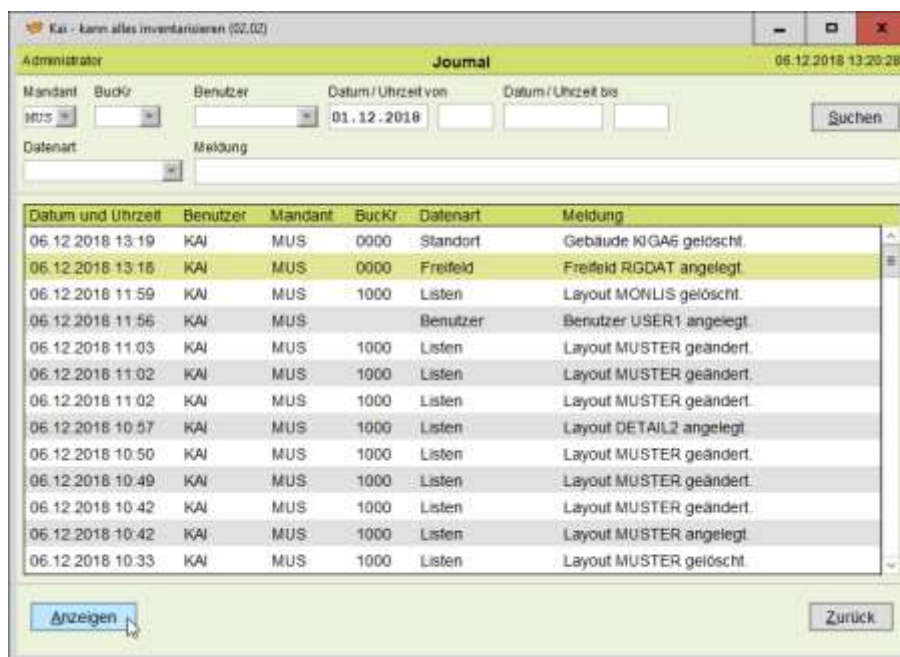 Kai - kann alles inventarisieren (02.02)
Administrator Journal 06.12.2018 13:20:28
Mandant BucKr Benutzer Datum / Uhrzeit von Datum / Uhrzeit bis
MUS 01.12.2018 Suchen
Datenart Meldung
Datum und Uhrzeit Benutzer Mandant BucKr Datenart Meldung
06.12.2018 13:19 KAI MUS 0000 Standort Gebäude KIGA6 gelöscht.
06.12.2018 13:18 KAI MUS 0000 Freifeld Freifeld RGDAT angelegt.
06.12.2018 11:59 KAI MUS 1000 Listen Layout MONLIS gelöscht.
06.12.2018 11:56 KAI MUS Benutzer Benutzer USER1 angelegt.
06.12.2018 11:03 KAI MUS 1000 Listen Layout MUSTER geändert.
06.12.2018 11:02 KAI MUS 1000 Listen Layout MUSTER geändert.
06.12.2018 11:02 KAI MUS 1000 Listen Layout MUSTER geändert.
06.12.2018 10:57 KAI MUS 1000 Listen Layout DETAIL2 angelegt.
06.12.2018 10:50 KAI MUS 1000 Listen Layout MUSTER geändert.
06.12.2018 10:49 KAI MUS 1000 Listen Layout MUSTER geändert.
06.12.2018 10:42 KAI MUS 1000 Listen Layout MUSTER geändert.
06.12.2018 10:42 KAI MUS 1000 Listen Layout MUSTER angelegt.
06.12.2018 10:33 KAI MUS 1000 Listen Layout MUSTER gelöscht.
Anzeigen Zurück